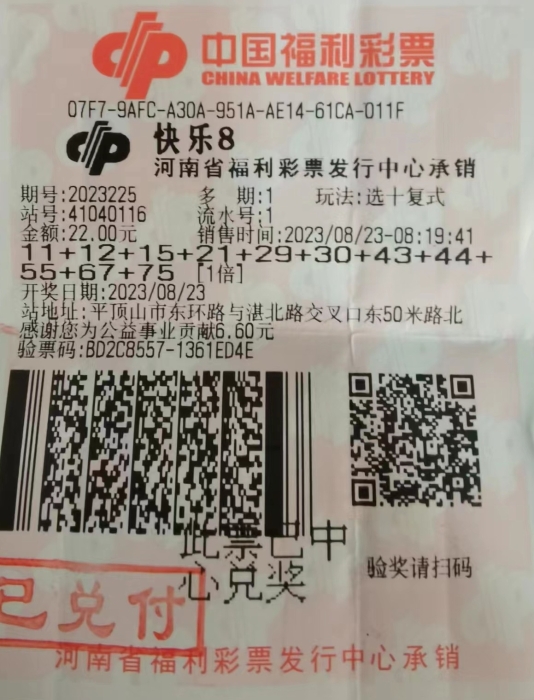 中国福利彩票
CHINA WELFARE LOTTERY
07F7-9AFC-A30A-951A-AE14-61CA-011F
快乐8
河南省福利彩票发行中心承销
期号:2023225 多 期:1 玩法:选十复式
站号:41040116 流水号:1
金额:22.00元 销售时间:2023/08/23-08:19:41
11+12+15+21+29+30+43+44+
55+67+75 [1倍]
开奖日期:2023/08/23
站地址:平顶山市东环路与湛北路交叉口东50米路北
感谢您为公益事业贡献6.60元
验票码:BD2C8557-1361ED4E
此票已中
心兑奖
验奖请扫码
已兑付
河南省福利彩票发行中心承销